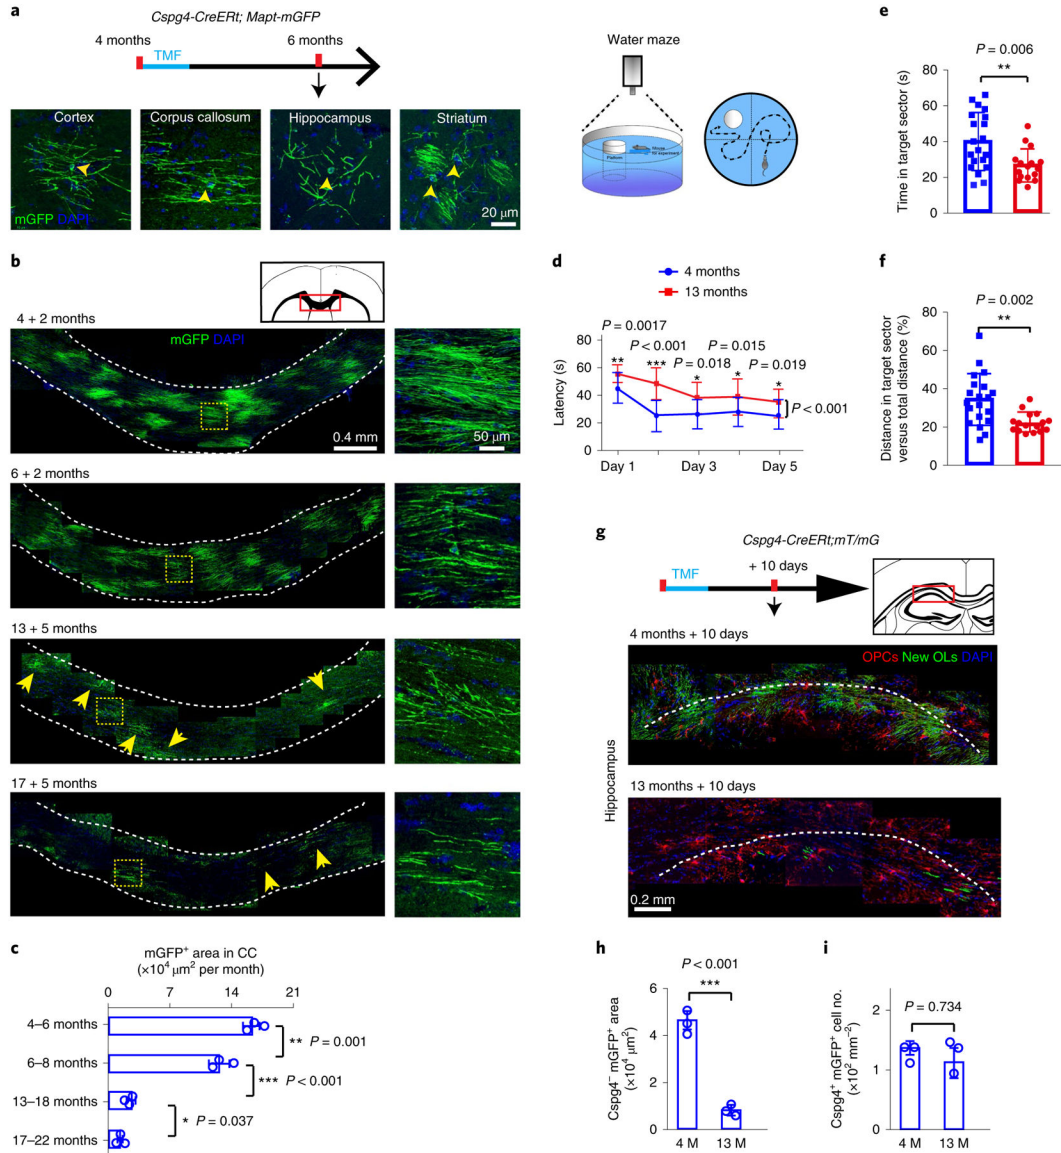 a
Cspg4-CreERt; Mapt-mGFP
4 months
6 months
TMF
Cortex
Corpus callosum
Hippocampus
Striatum
mGFP DAPI
20 μm
Water maze
Platform
e
P = 0.006
**
Time in target sector (s)
80
60
40
20
0
b
4 + 2 months
mGFP DAPI
0.4 mm
50 μm
6 + 2 months
13 + 5 months
17 + 5 months
d
4 months
13 months
P = 0.0017
P < 0.001
P = 0.015
P = 0.018
P = 0.019
**
***
*
*
*
P < 0.001
Latency (s)
80
60
40
20
0
Day 1
Day 3
Day 5
f
P = 0.002
**
Distance in target sector
versus total distance (%)
80
60
40
20
0
g
Cspg4-CreERt;mT/mG
+ 10 days
TMF
4 months + 10 days
OPCs New OLs DAPI
Hippocampus
13 months + 10 days
0.2 mm
c
mGFP+ area in CC
(×10⁴ μm² per month)
0 7 14 21
4–6 months
6–8 months
13–18 months
17–22 months
** P = 0.001
*** P < 0.001
* P = 0.037
h
P < 0.001
***
Cspg4⁻ mGFP⁺ area
(×10⁴ μm²)
6
4
2
0
4 M 13 M
i
P = 0.734
Cspg4⁺ mGFP⁺ cell no.
(×10² mm⁻²)
2
1
0
4 M 13 M